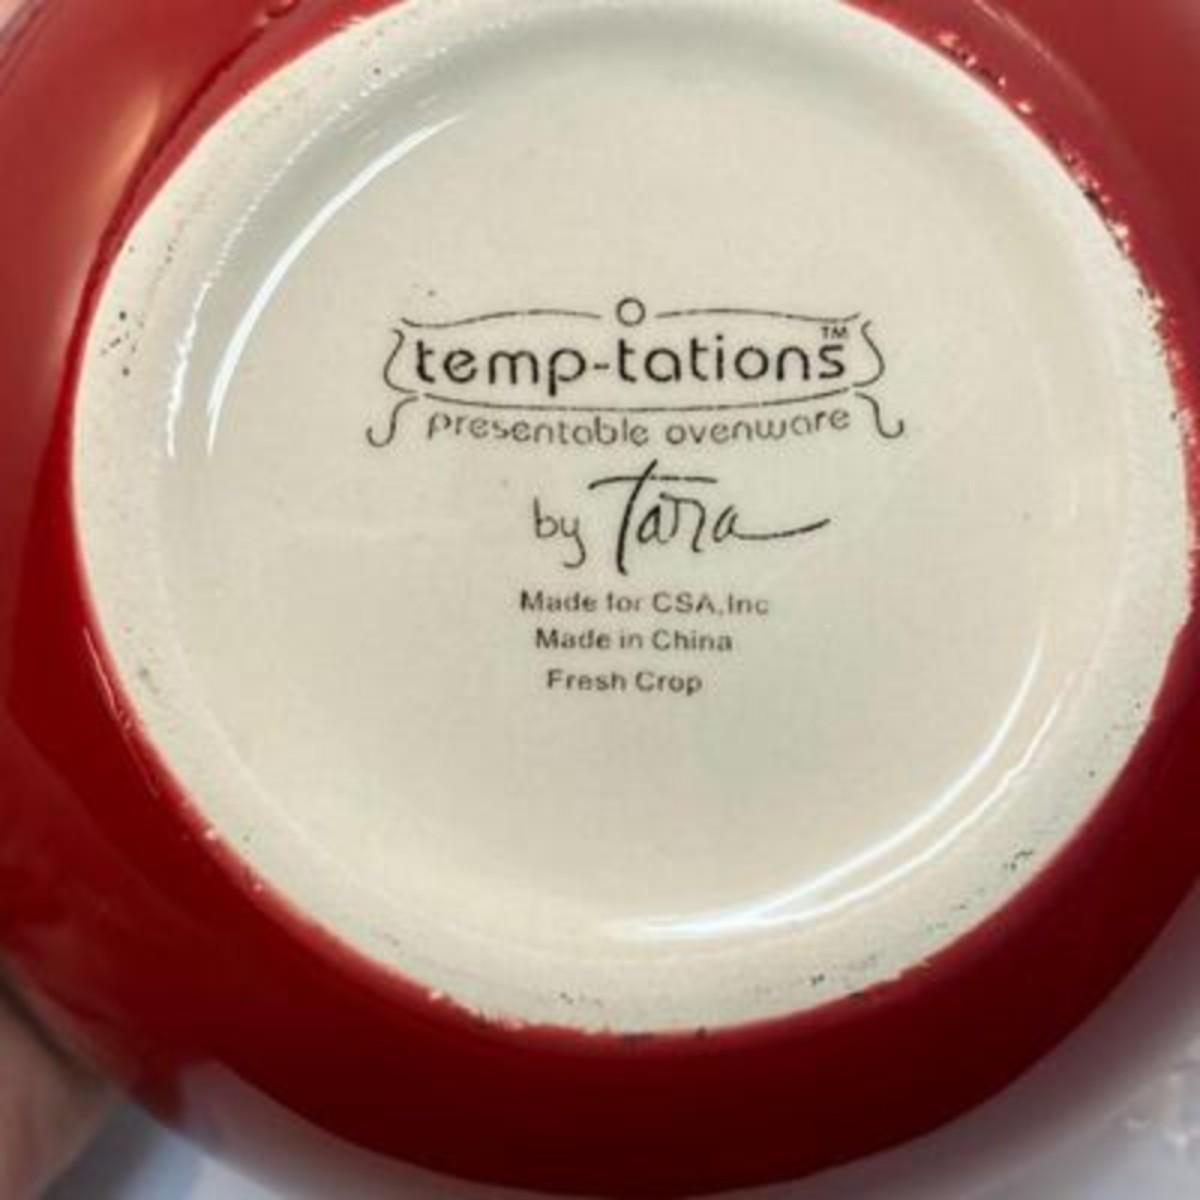 temp-tations™
presentable ovenware
by Tara
Made for CSA,Inc
Made in China
Fresh Crop